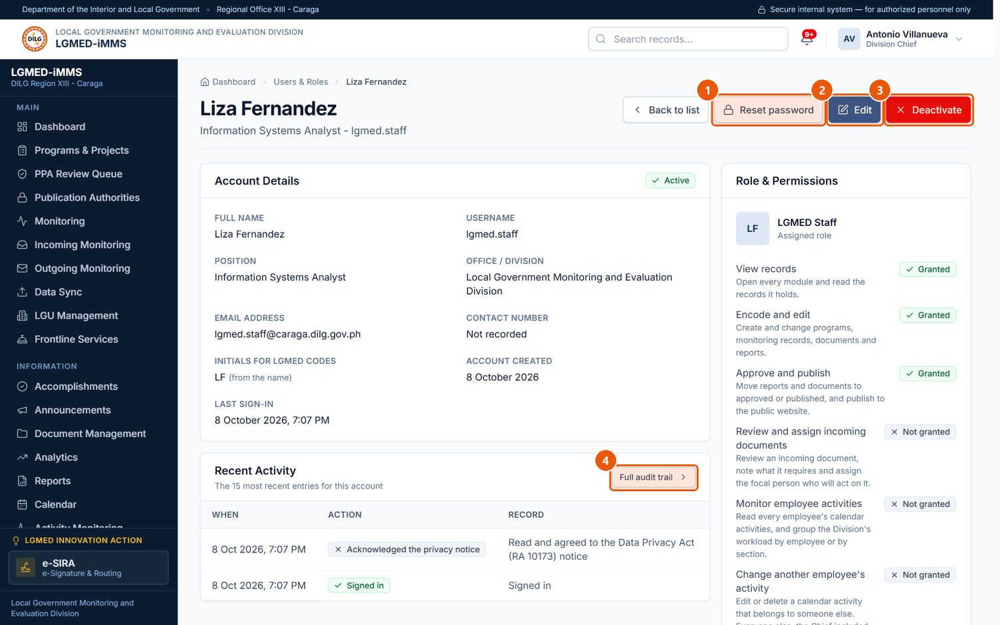 Department of the Interior and Local Government • Regional Office XIII - Caraga
Secure internal system — for authorized personnel only
DILG
LOCAL GOVERNMENT MONITORING AND EVALUATION DIVISION
LGMED-iMMS
Search records...
9+
AV
Antonio Villanueva
Division Chief
LGMED-iMMS
DILG Region XIII - Caraga
MAIN
Dashboard
Programs & Projects
PPA Review Queue
Publication Authorities
Monitoring
Incoming Monitoring
Outgoing Monitoring
Data Sync
LGU Management
Frontline Services
INFORMATION
Accomplishments
Announcements
Document Management
Analytics
Reports
Calendar
Activity Monitoring
LGMED INNOVATION ACTION
e-SIRA
e-Signature & Routing
Local Government Monitoring and
Evaluation Division
Dashboard > Users & Roles > Liza Fernandez
Liza Fernandez
Information Systems Analyst - lgmed.staff
Back to list
1
Reset password
2
Edit
3
Deactivate
Account Details
Active
FULL NAME
Liza Fernandez
USERNAME
lgmed.staff
POSITION
Information Systems Analyst
OFFICE / DIVISION
Local Government Monitoring and Evaluation
Division
EMAIL ADDRESS
lgmed.staff@caraga.dilg.gov.ph
CONTACT NUMBER
Not recorded
INITIALS FOR LGMED CODES
LF (from the name)
ACCOUNT CREATED
8 October 2026
LAST SIGN-IN
8 October 2026, 7:07 PM
Recent Activity
The 15 most recent entries for this account
4
Full audit trail
WHEN ACTION RECORD
8 Oct 2026, 7:07 PM
Acknowledged the privacy notice
Read and agreed to the Data Privacy Act
(RA 10173) notice
8 Oct 2026, 7:07 PM
Signed in
Signed in
Role & Permissions
LF
LGMED Staff
Assigned role
View records
Granted
Open every module and read the
records it holds.
Encode and edit
Granted
Create and change programs,
monitoring records, documents and
reports.
Approve and publish
Granted
Move reports and documents to
approved or published, and publish to
the public website.
Review and assign incoming
documents
Not granted
Review an incoming document,
note what it requires and assign
the focal person who will act on it.
Monitor employee activities
Not granted
Read every employee's calendar
activities, and group the Division's
workload by employee or by
section.
Change another employee's
activity
Not granted
Edit or delete a calendar activity
that belongs to someone else.
Everyone else, the Chief included,